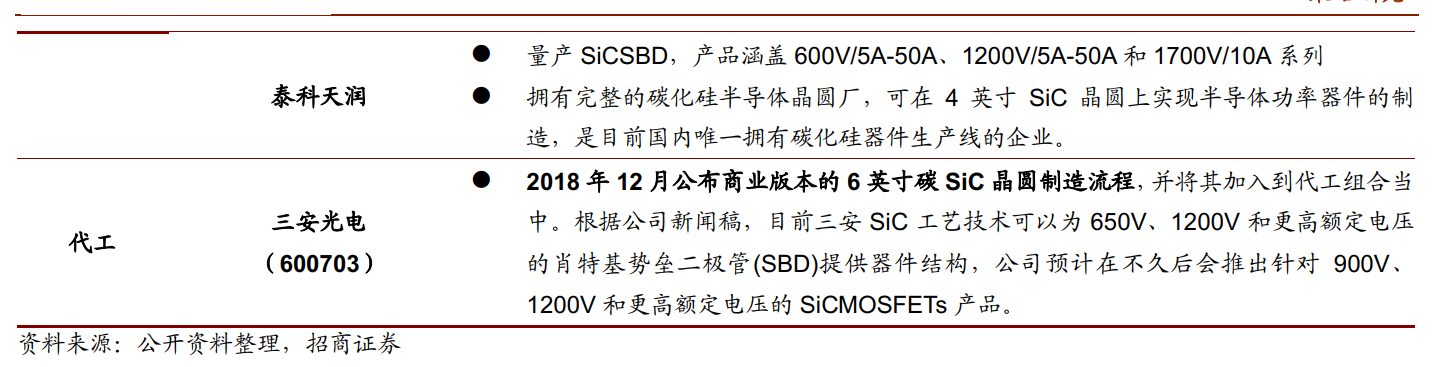 ● 量产 SiCSBD，产品涵盖 600V/5A-50A、1200V/5A-50A 和 1700V/10A 系列
泰科天润
● 拥有完整的碳化硅半导体晶圆厂，可在 4 英寸 SiC 晶圆上实现半导体功率器件的制
造，是目前国内唯一拥有碳化硅器件生产线的企业。
● 2018 年 12 月公布商业版本的 6 英寸碳 SiC 晶圆制造流程，并将其加入到代工组合当
中。根据公司新闻稿，目前三安 SiC 工艺技术可以为 650V、1200V 和更高额定电压
代工
三安光电
（600703）
的肖特基势垒二极管(SBD)提供器件结构，公司预计在不久后会推出针对 900V、
1200V 和更高额定电压的 SiCMOSFETs 产品。
资料来源：公开资料整理，招商证券